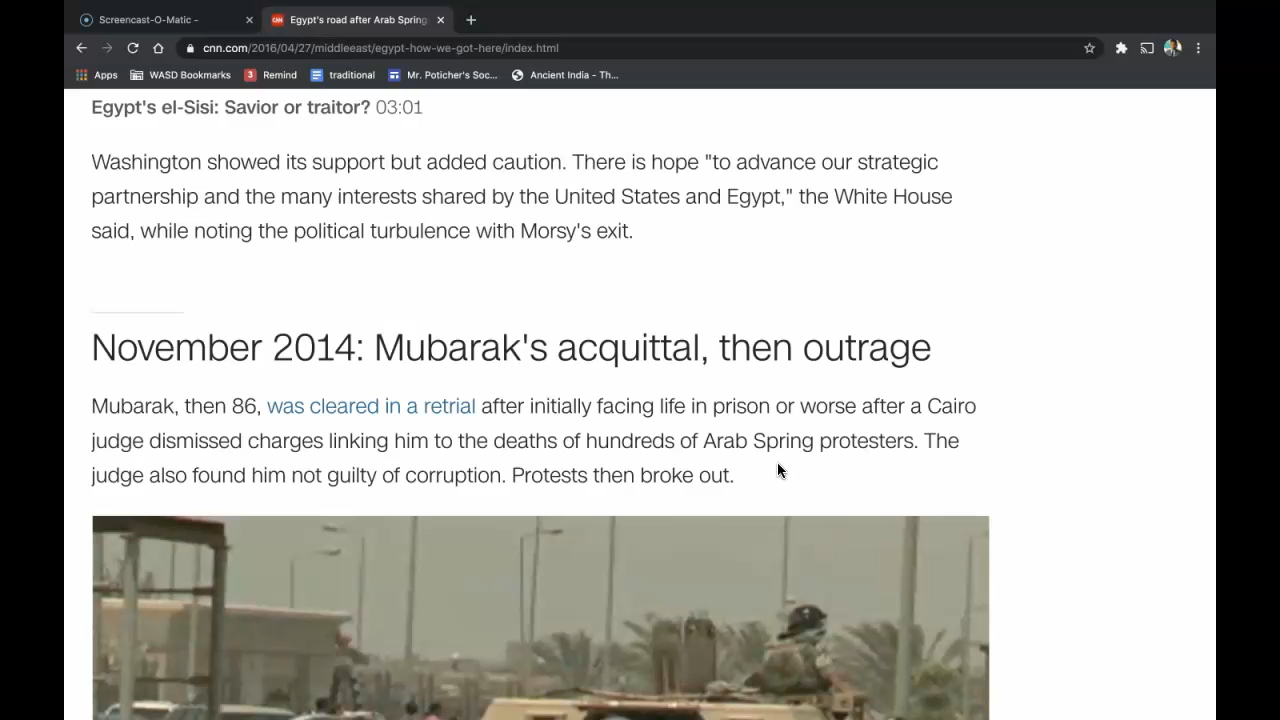 Screencast-O-Matic -
CNN Egypt's road after Arab Spring
cnn.com/2016/04/27/middleeast/egypt-how-we-got-here/index.html
Apps WASD Bookmarks 3 Remind traditional Mr. Poticher's Soc... Ancient India - Th...
Egypt's el-Sisi: Savior or traitor? 03:01
Washington showed its support but added caution. There is hope "to advance our strategic
partnership and the many interests shared by the United States and Egypt," the White House
said, while noting the political turbulence with Morsy's exit.
November 2014: Mubarak's acquittal, then outrage
Mubarak, then 86, was cleared in a retrial after initially facing life in prison or worse after a Cairo
judge dismissed charges linking him to the deaths of hundreds of Arab Spring protesters. The
judge also found him not guilty of corruption. Protests then broke out.